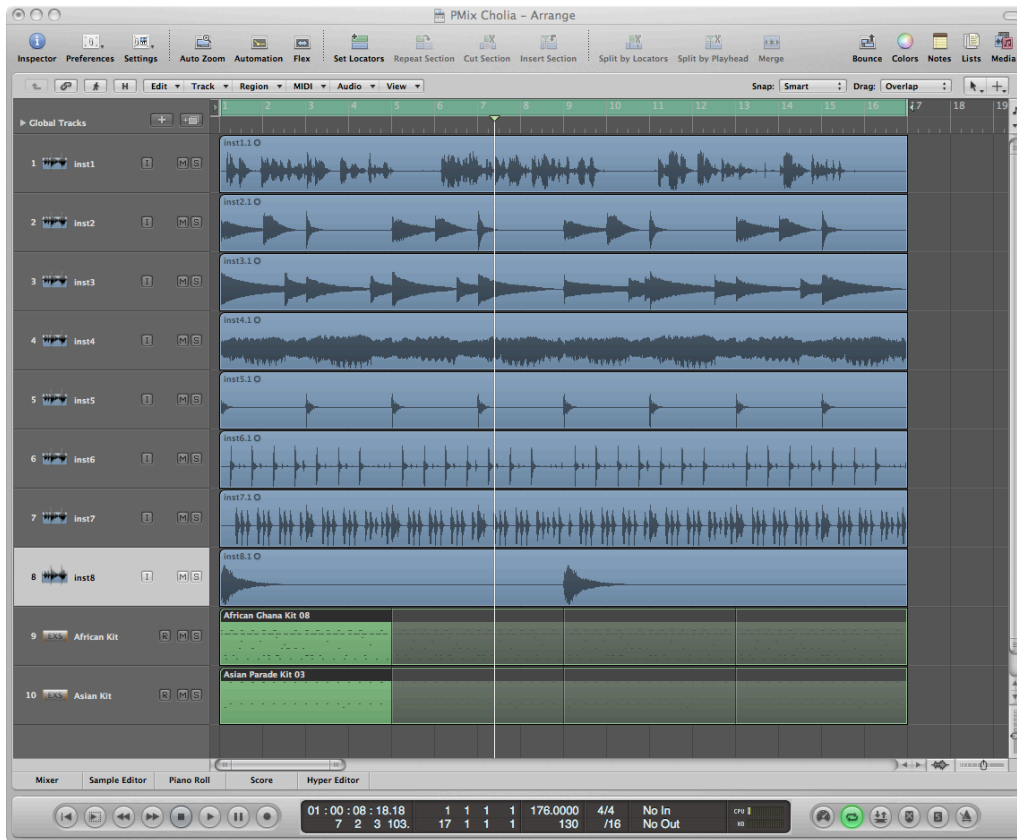 PMix Cholia – Arrange
Inspector Preferences Settings Auto Zoom Automation Flex Set Locators Repeat Section Cut Section Insert Section Split by Locators Split by Playhead Merge Bounce Colors Notes Lists Media
H Edit Track Region MIDI Audio View Snap: Smart Drag: Overlap
1 2 3 4 5 6 7 8 9 10 11 12 13 14 15 16 17 18 19
Global Tracks
inst1.1
1 inst1 I M S
inst2.1
2 inst2 I M S
inst3.1
3 inst3 I M S
inst4.1
4 inst4 I M S
inst5.1
5 inst5 I M S
inst6.1
6 inst6 I M S
inst7.1
7 inst7 I M S
inst8.1
8 inst8 I M S
African Ghana Kit 08
9 EXS African Kit R M S
Asian Parade Kit 03
10 EXS Asian Kit R M S
Mixer Sample Editor Piano Roll Score Hyper Editor
01 : 00 : 08 : 18.18 1 1 1 1 176.0000 4/4 No In CPU
7 2 3 103. 17 1 1 1 130 /16 No Out HD